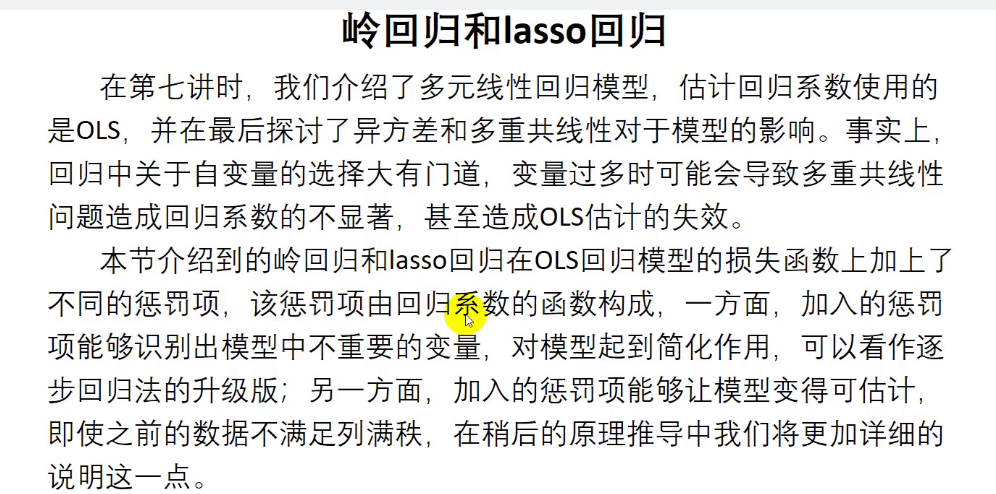 岭回归和lasso回归
在第七讲时，我们介绍了多元线性回归模型，估计回归系数使用的
是OLS，并在最后探讨了异方差和多重共线性对于模型的影响。事实上，
回归中关于自变量的选择大有门道，变量过多时可能会导致多重共线性
问题造成回归系数的不显著，甚至造成OLS估计的失效。
本节介绍到的岭回归和lasso回归在OLS回归模型的损失函数上加上了
不同的惩罚项，该惩罚项由回归系数的函数构成，一方面，加入的惩罚
项能够识别出模型中不重要的变量，对模型起到简化作用，可以看作逐
步回归法的升级版；另一方面，加入的惩罚项能够让模型变得可估计，
即使之前的数据不满足列满秩，在稍后的原理推导中我们将更加详细的
说明这一点。